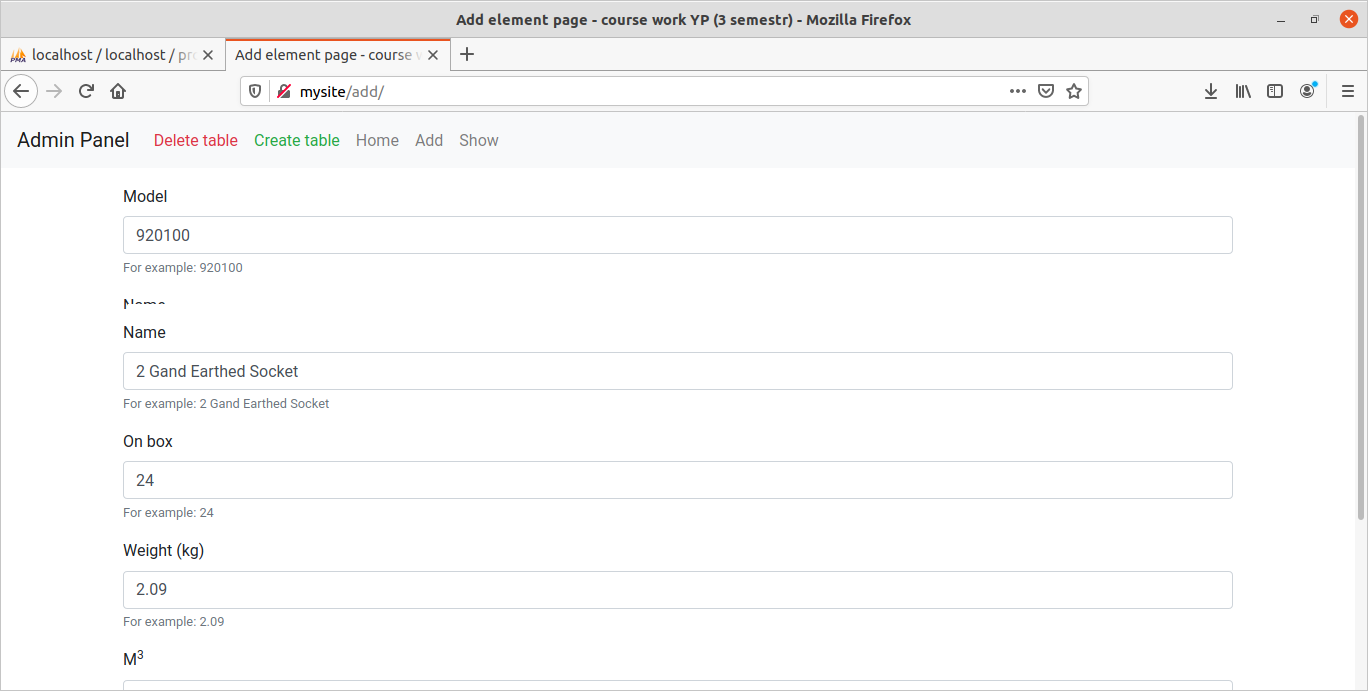 Add element page - course work YP (3 semestr) - Mozilla Firefox
PMA localhost / localhost / pr
Add element page - course
mysite/add/
Admin Panel Delete table Create table Home Add Show
Model
920100
For example: 920100
Name
Name
2 Gand Earthed Socket
For example: 2 Gand Earthed Socket
On box
24
For example: 24
Weight (kg)
2.09
For example: 2.09
M³